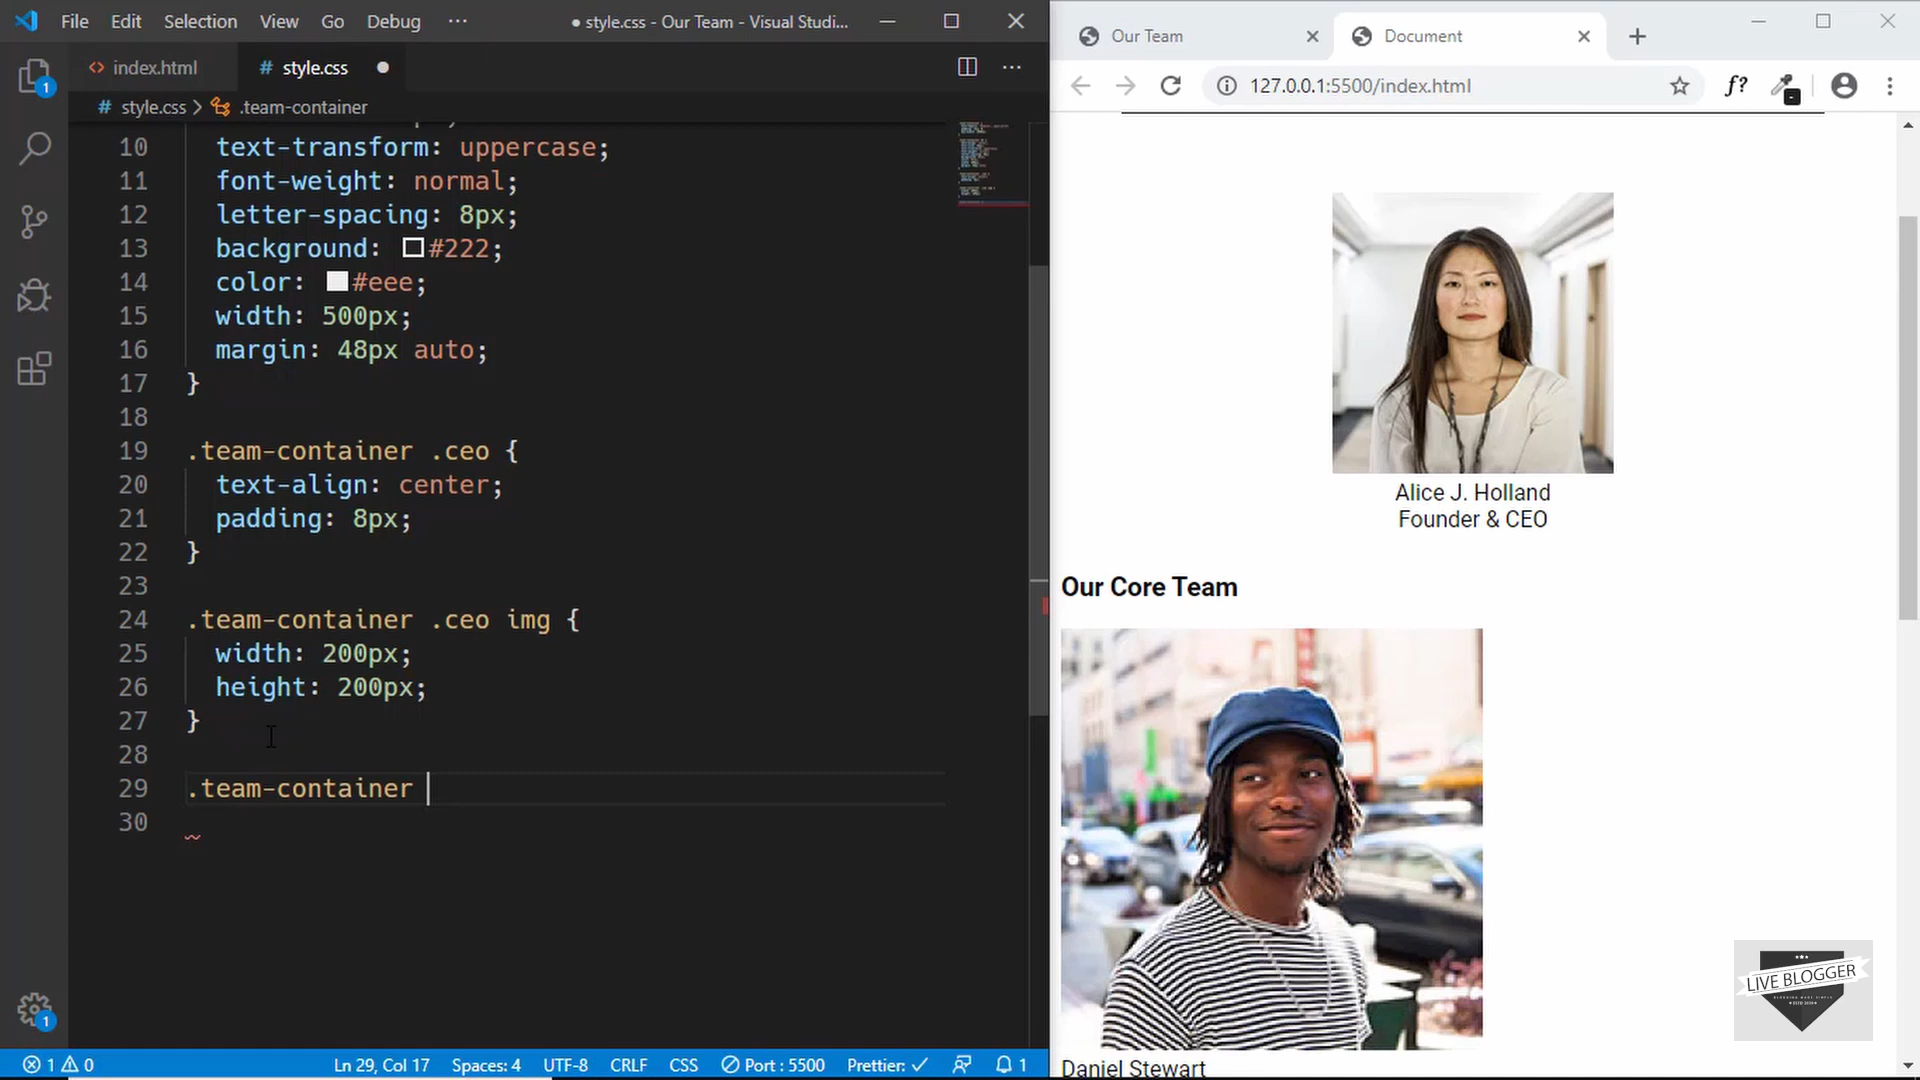 File Edit Selection View Go Debug ··· ● style.css - Our Team - Visual Studi...
index.html # style.css ●
# style.css > .team-container
10 text-transform: uppercase;
11 font-weight: normal;
12 letter-spacing: 8px;
13 background: #222;
14 color: #eee;
15 width: 500px;
16 margin: 48px auto;
17 }
18
19 .team-container .ceo {
20 text-align: center;
21 padding: 8px;
22 }
23
24 .team-container .ceo img {
25 width: 200px;
26 height: 200px;
27 }
28
29 .team-container
30
1
1
1 0 Ln 29, Col 17 Spaces: 4 UTF-8 CRLF CSS Port : 5500 Prettier: ✓ 1
Our Team Document
127.0.0.1:5500/index.html f?
Alice J. Holland
Founder & CEO
Our Core Team
Daniel Stewart
LIVE BLOGGER